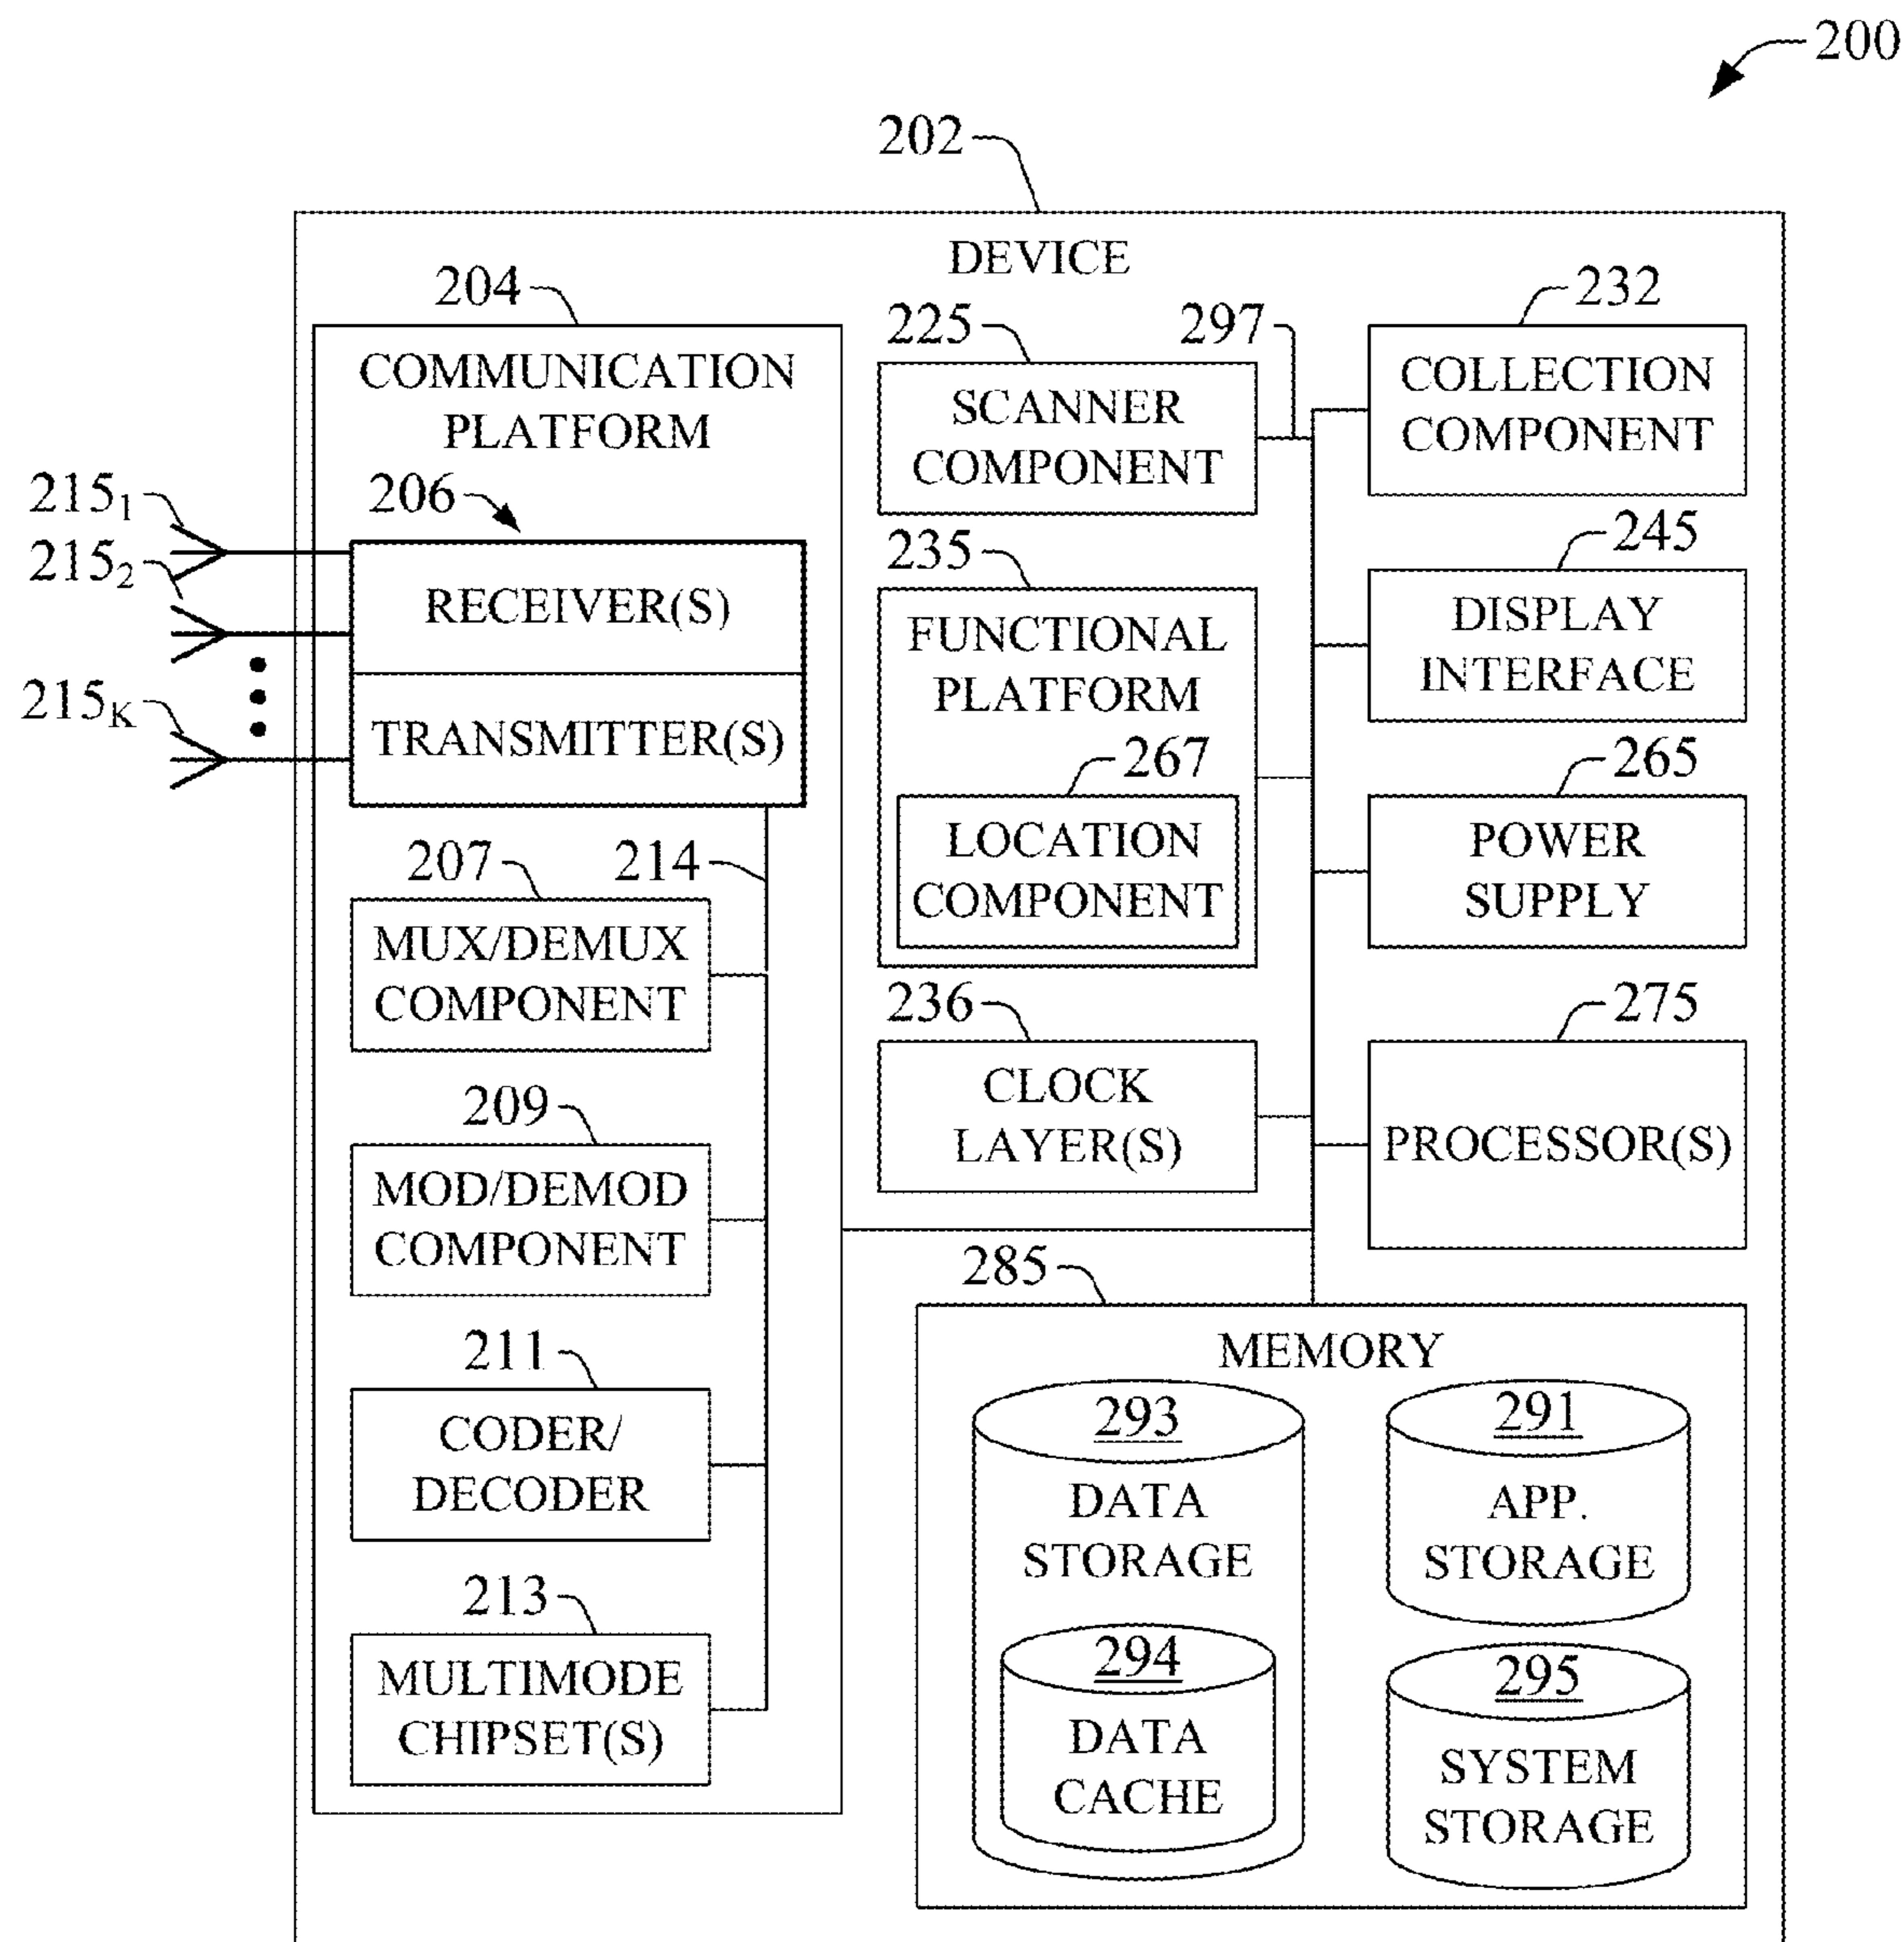 200
202
DEVICE
204
COMMUNICATION
PLATFORM
206
215₁
215₂
215K
RECEIVER(S)
TRANSMITTER(S)
214
207
MUX/DEMUX
COMPONENT
209
MOD/DEMOD
COMPONENT
211
CODER/
DECODER
213
MULTIMODE
CHIPSET(S)
225
SCANNER
COMPONENT
297
235
FUNCTIONAL
PLATFORM
267
LOCATION
COMPONENT
236
CLOCK
LAYER(S)
232
COLLECTION
COMPONENT
245
DISPLAY
INTERFACE
265
POWER
SUPPLY
275
PROCESSOR(S)
285
MEMORY
293
DATA
STORAGE
294
DATA
CACHE
291
APP.
STORAGE
295
SYSTEM
STORAGE